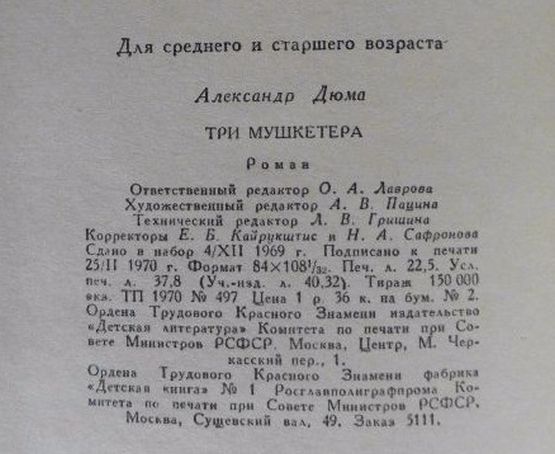 Для среднего и старшего возраста
Александр Дюма
ТРИ МУШКЕТЕРА
Роман
Ответственный редактор О. А. Лаврова
Художественный редактор А. В. Пацина
Технический редактор Л. В. Гришина
Корректоры Е. Б. Кайрукштис и Н. А. Сафронова
Сдано в набор 4/XII 1969 г. Подписано к печати
25/II 1970 г. Формат 84×108¹/₃₂. Печ. л. 22,5. Усл.
печ. л. 37,8 (Уч.-изд. л. 40,32). Тираж 150 000
экз. ТП 1970 № 497. Цена 1 р. 36 к. на бум. № 2.
Ордена Трудового Красного Знамени издательство
«Детская литература» Комитета по печати при Со-
вете Министров РСФСР. Москва, Центр, М. Чер-
касский пер., 1.
Ордена Трудового Красного Знамени фабрика
«Детская книга» № 1 Росглавполиграфпрома Ко-
митета по печати при Совете Министров РСФСР.
Москва, Сущевский вал, 49. Заказ 5111.